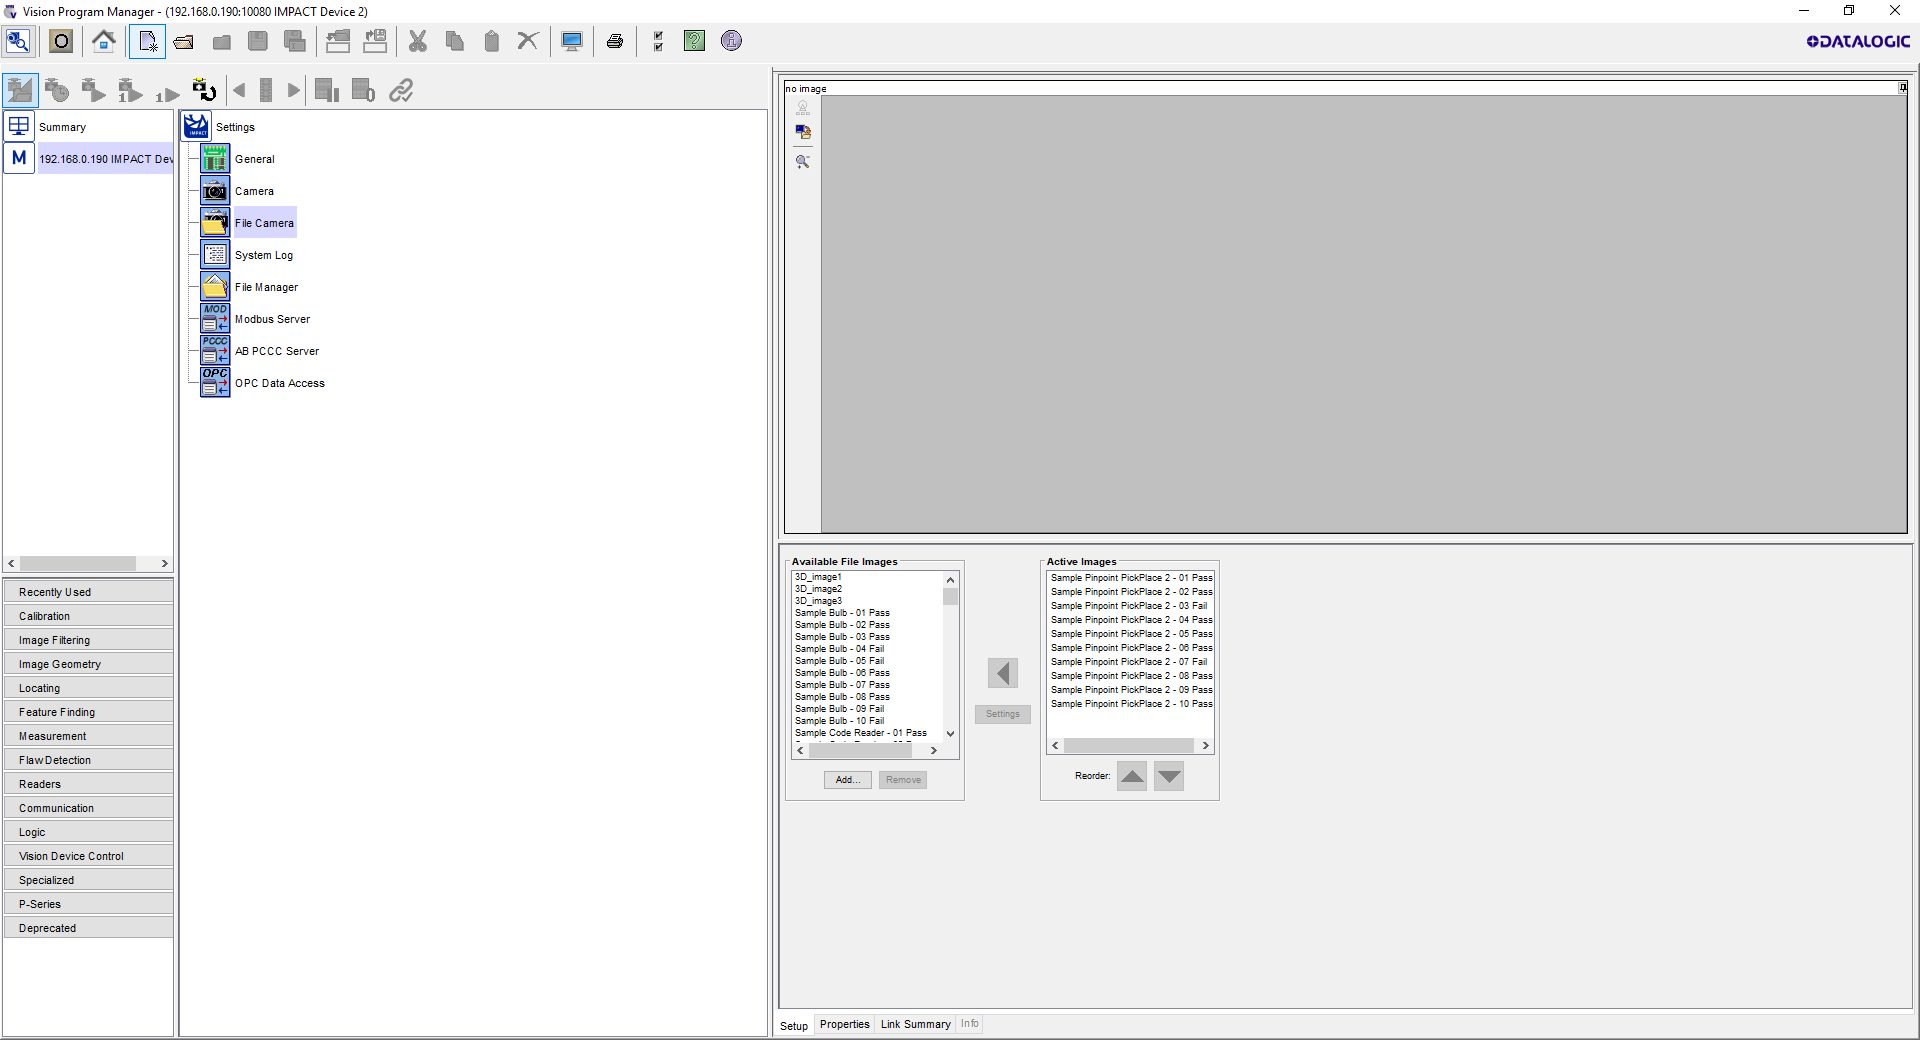 Vision Program Manager - (192.168.0.190:10080 IMPACT Device 2)
O
DATALOGIC
1
1
0
Summary
M
192.168.0.190 IMPACT Dev
IMPACT
Settings
General
Camera
File Camera
System Log
File Manager
MOD
Modbus Server
PCCC
AB PCCC Server
OPC
OPC Data Access
Recently Used
Calibration
Image Filtering
Image Geometry
Locating
Feature Finding
Measurement
Flaw Detection
Readers
Communication
Logic
Vision Device Control
Specialized
P-Series
Deprecated
no image
Available File Images
3D_image1
3D_image2
3D_image3
Sample Bulb - 01 Pass
Sample Bulb - 02 Pass
Sample Bulb - 03 Pass
Sample Bulb - 04 Fail
Sample Bulb - 05 Fail
Sample Bulb - 06 Pass
Sample Bulb - 07 Pass
Sample Bulb - 08 Pass
Sample Bulb - 09 Fail
Sample Bulb - 10 Fail
Sample Code Reader - 01 Pass
Add...
Remove
Settings
Active Images
Sample Pinpoint PickPlace 2 - 01 Pass
Sample Pinpoint PickPlace 2 - 02 Pass
Sample Pinpoint PickPlace 2 - 03 Fail
Sample Pinpoint PickPlace 2 - 04 Pass
Sample Pinpoint PickPlace 2 - 05 Pass
Sample Pinpoint PickPlace 2 - 06 Pass
Sample Pinpoint PickPlace 2 - 07 Fail
Sample Pinpoint PickPlace 2 - 08 Pass
Sample Pinpoint PickPlace 2 - 09 Pass
Sample Pinpoint PickPlace 2 - 10 Pass
Reorder:
Setup
Properties
Link Summary
Info